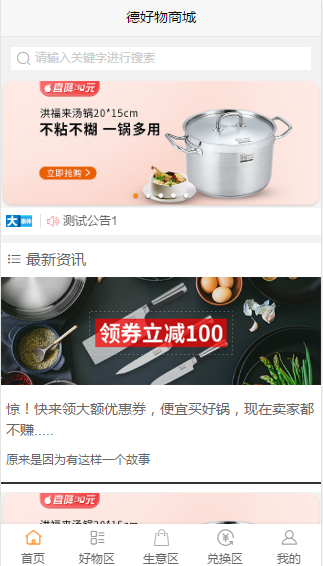 德好物商城
请输入关键字进行搜索
直降30元
洪福来汤锅20*15cm
不粘不糊 一锅多用
立即抢购 >
大事件
测试公告1
最新资讯
领券立减100
惊！快来领大额优惠券，便宜买好锅，现在卖家都
不赚.....
原来是因为有这样一个故事
直降30元
首页 好物区 生意区 兑换区 我的